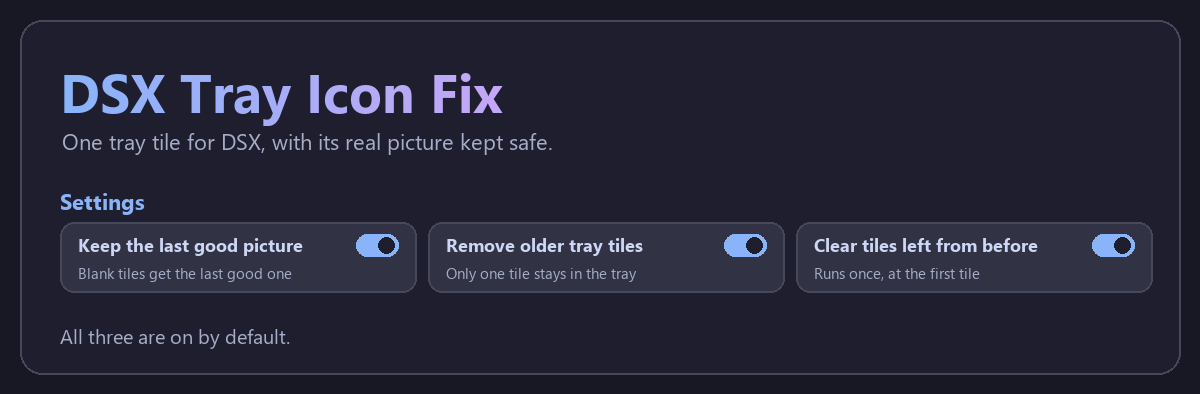 DSX Tray Icon Fix
One tray tile for DSX, with its real picture kept safe.
Settings
Keep the last good picture
Blank tiles get the last good one
Remove older tray tiles
Only one tile stays in the tray
Clear tiles left from before
Runs once, at the first tile
All three are on by default.